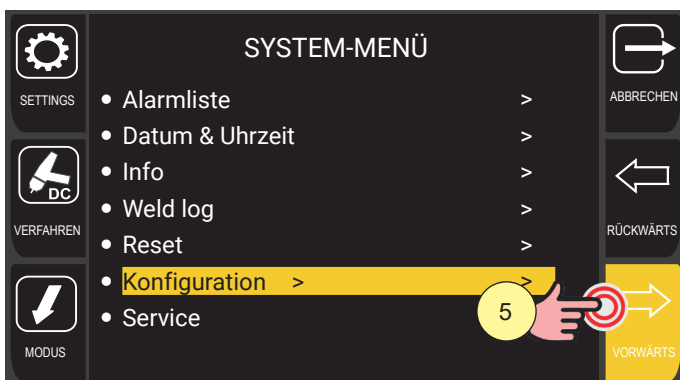 SYSTEM-MENÜ
SETTINGS
DC
VERFAHREN
MODUS
• Alarmliste >
• Datum & Uhrzeit >
• Info >
• Weld log >
• Reset >
• Konfiguration > >
• Service
5
ABBRECHEN
RÜCKWÄRTS
VORWÄRTS